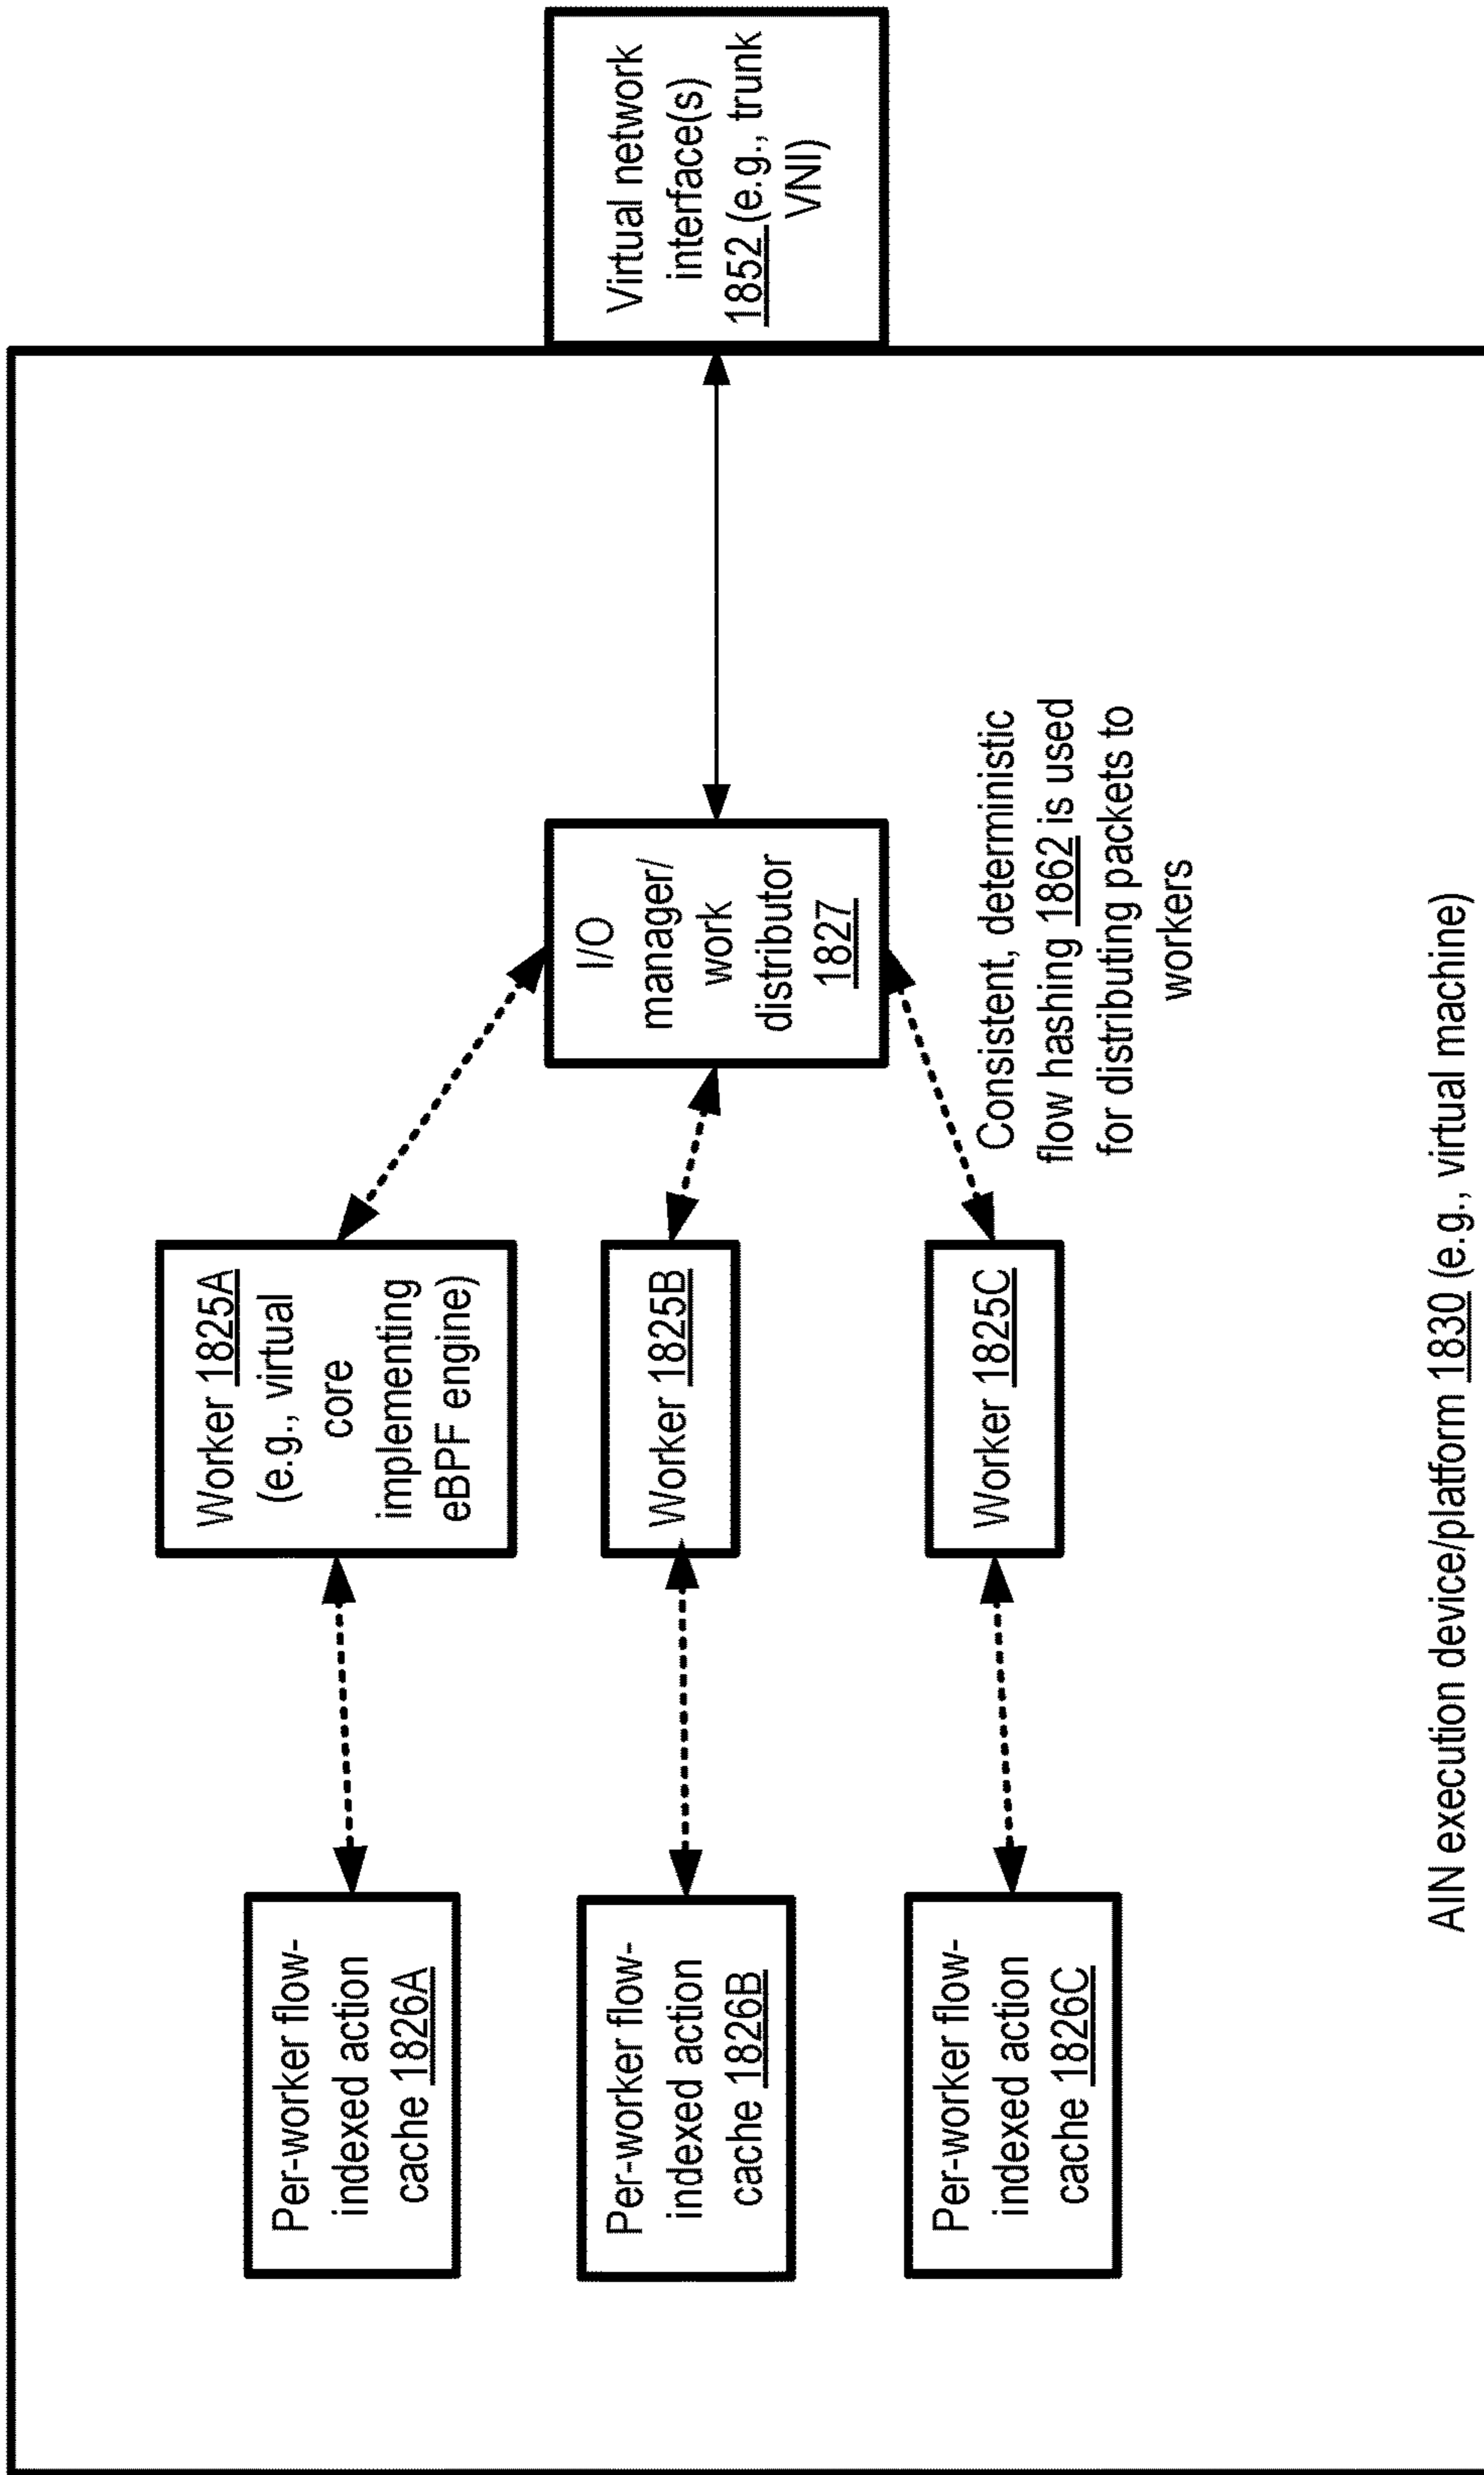 Per-worker flow-
indexed action
cache 1826A
Worker 1825A
(e.g., virtual
core
implementing
eBPF engine)
Per-worker flow-
indexed action
cache 1826B
Worker 1825B
I/O
manager/
work
distributor
1827
Virtual network
interface(s)
1852 (e.g., trunk
VNI)
Per-worker flow-
indexed action
cache 1826C
Worker 1825C
Consistent, deterministic
flow hashing 1862 is used
for distributing packets to
workers
AIN execution device/platform 1830 (e.g., virtual machine)